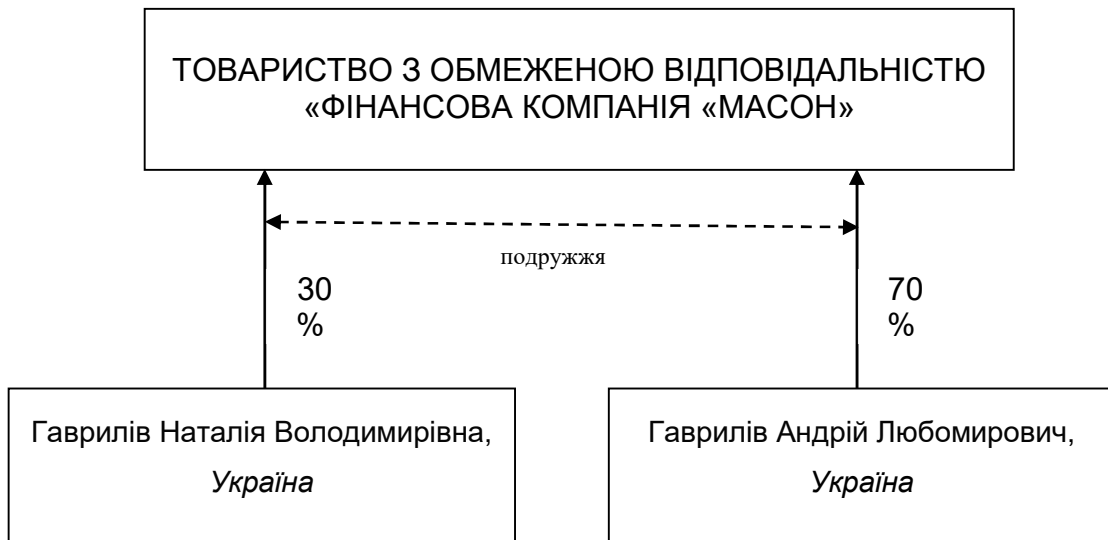 ТОВАРИСТВО З ОБМЕЖЕНОЮ ВІДПОВІДАЛЬНІСТЮ
«ФІНАНСОВА КОМПАНІЯ «МАСОН»
подружжя
30
%
70
%
Гаврилів Наталія Володимирівна,
Україна
Гаврилів Андрій Любомирович,
Україна